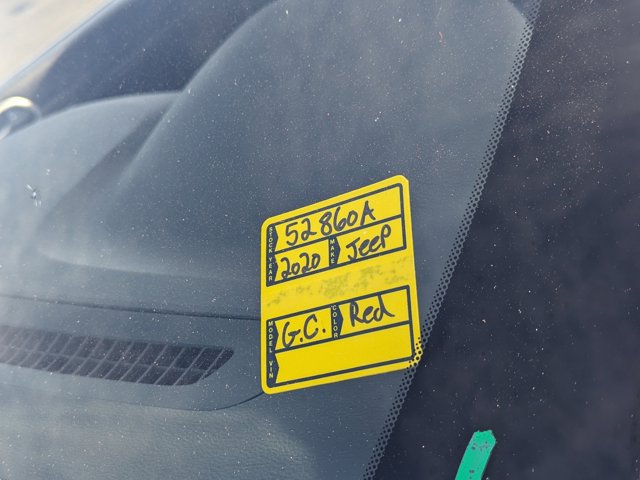 STOCK 52860A
YEAR 2020 MAKE Jeep
MODEL G.C. COLOR Red
VIN